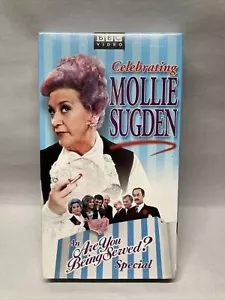 BBC
VIDEO
Celebrating
MOLLIE
SUGDEN
An Are You
Being Served?
Special